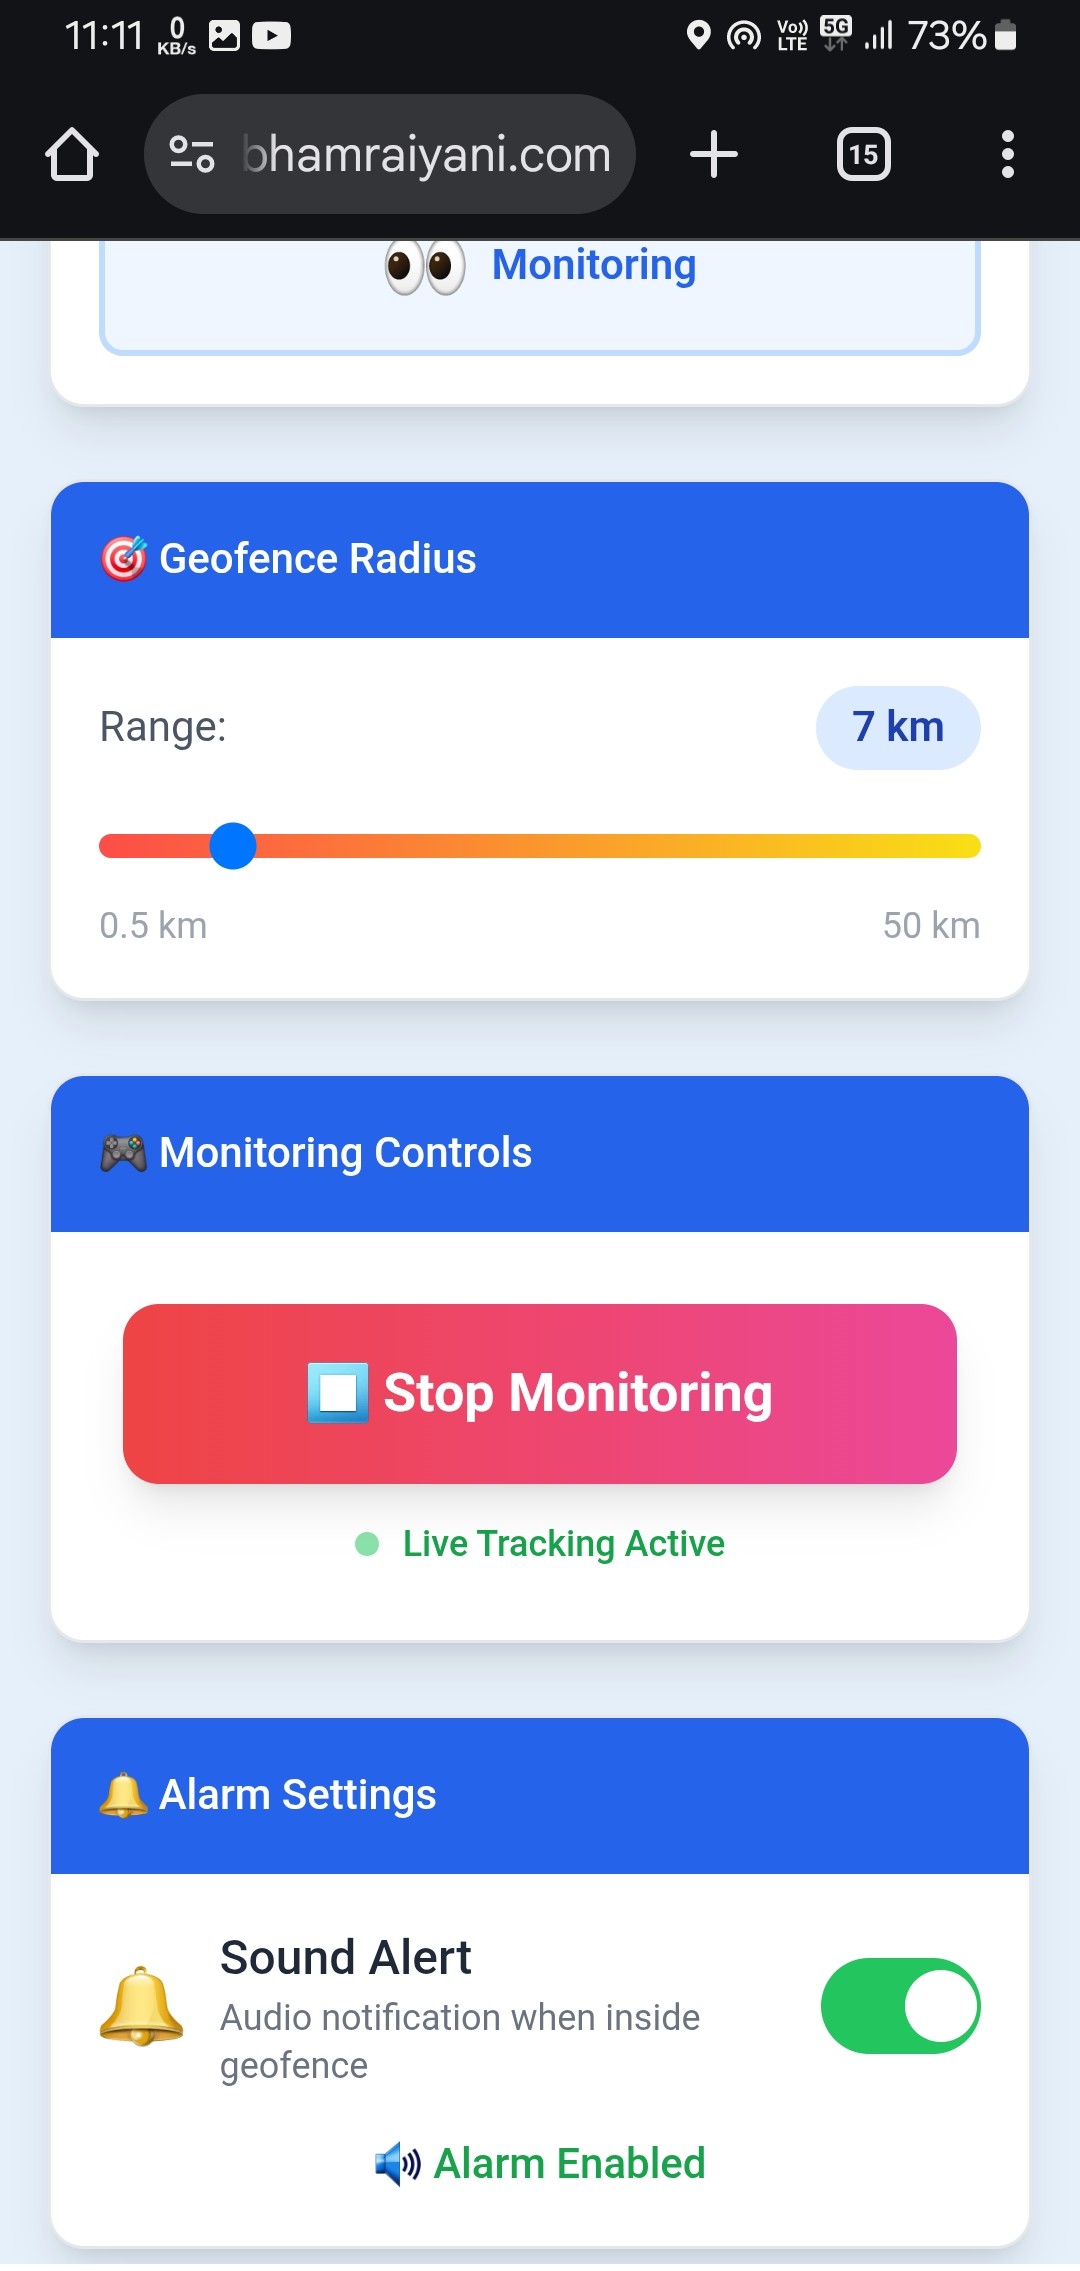 11:11 0 KB/s Vo)) LTE 5G 73%
bhamraiyani.com 15
Monitoring
Geofence Radius
Range: 7 km
0.5 km 50 km
Monitoring Controls
Stop Monitoring
Live Tracking Active
Alarm Settings
Sound Alert
Audio notification when inside
geofence
Alarm Enabled